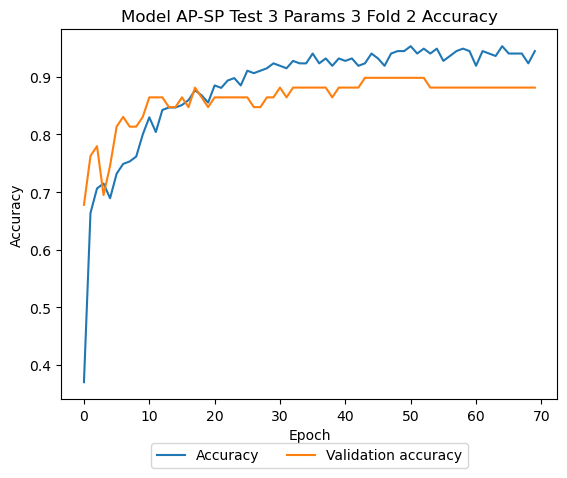 Model AP-SP Test 3 Params 3 Fold 2 Accuracy
Accuracy
0.9
0.8
0.7
0.6
0.5
0.4
0 10 20 30 40 50 60 70
Epoch
Accuracy Validation accuracy